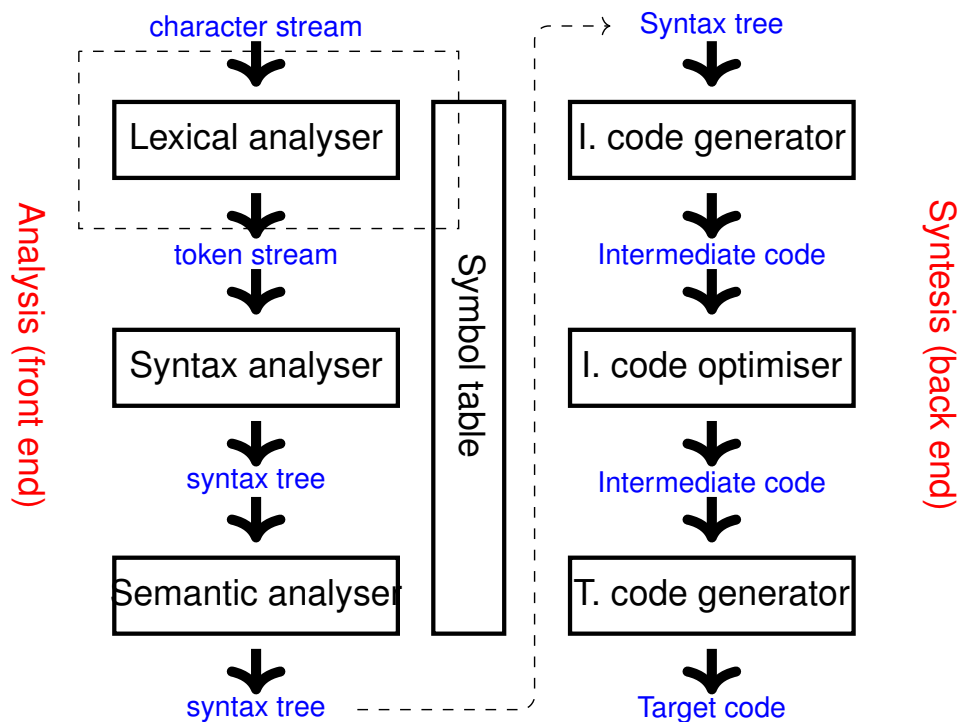 Analysis (front end)
character stream
Lexical analyser
token stream
Syntax analyser
syntax tree
Semantic analyser
syntax tree
Symbol table
Syntax tree
I. code generator
Intermediate code
I. code optimiser
Intermediate code
T. code generator
Target code
Syntesis (back end)